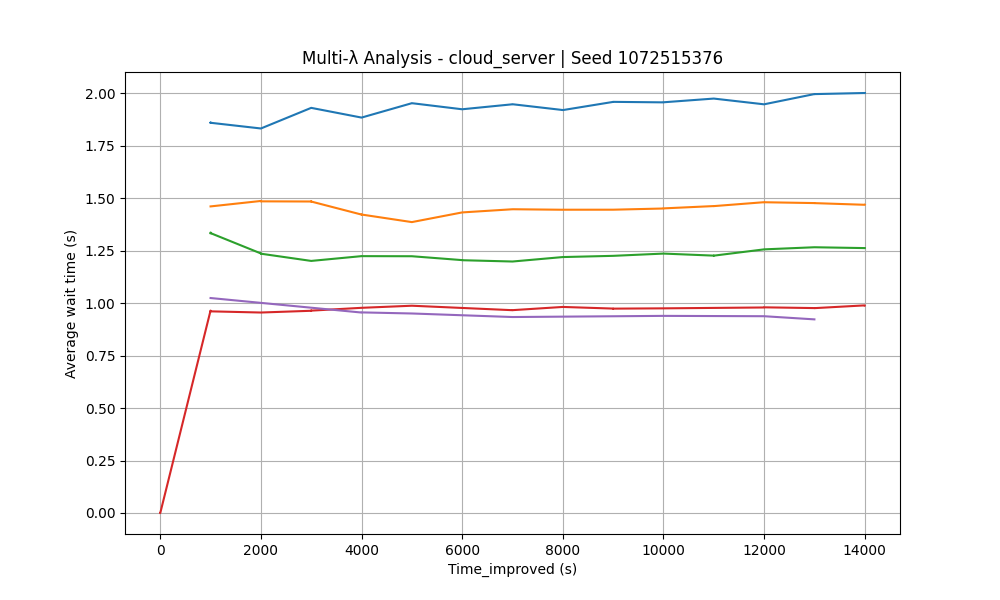 Multi-λ Analysis - cloud_server | Seed 1072515376
Average wait time (s)
2.00
1.75
1.50
1.25
1.00
0.75
0.50
0.25
0.00
0 2000 4000 6000 8000 10000 12000 14000
Time_improved (s)